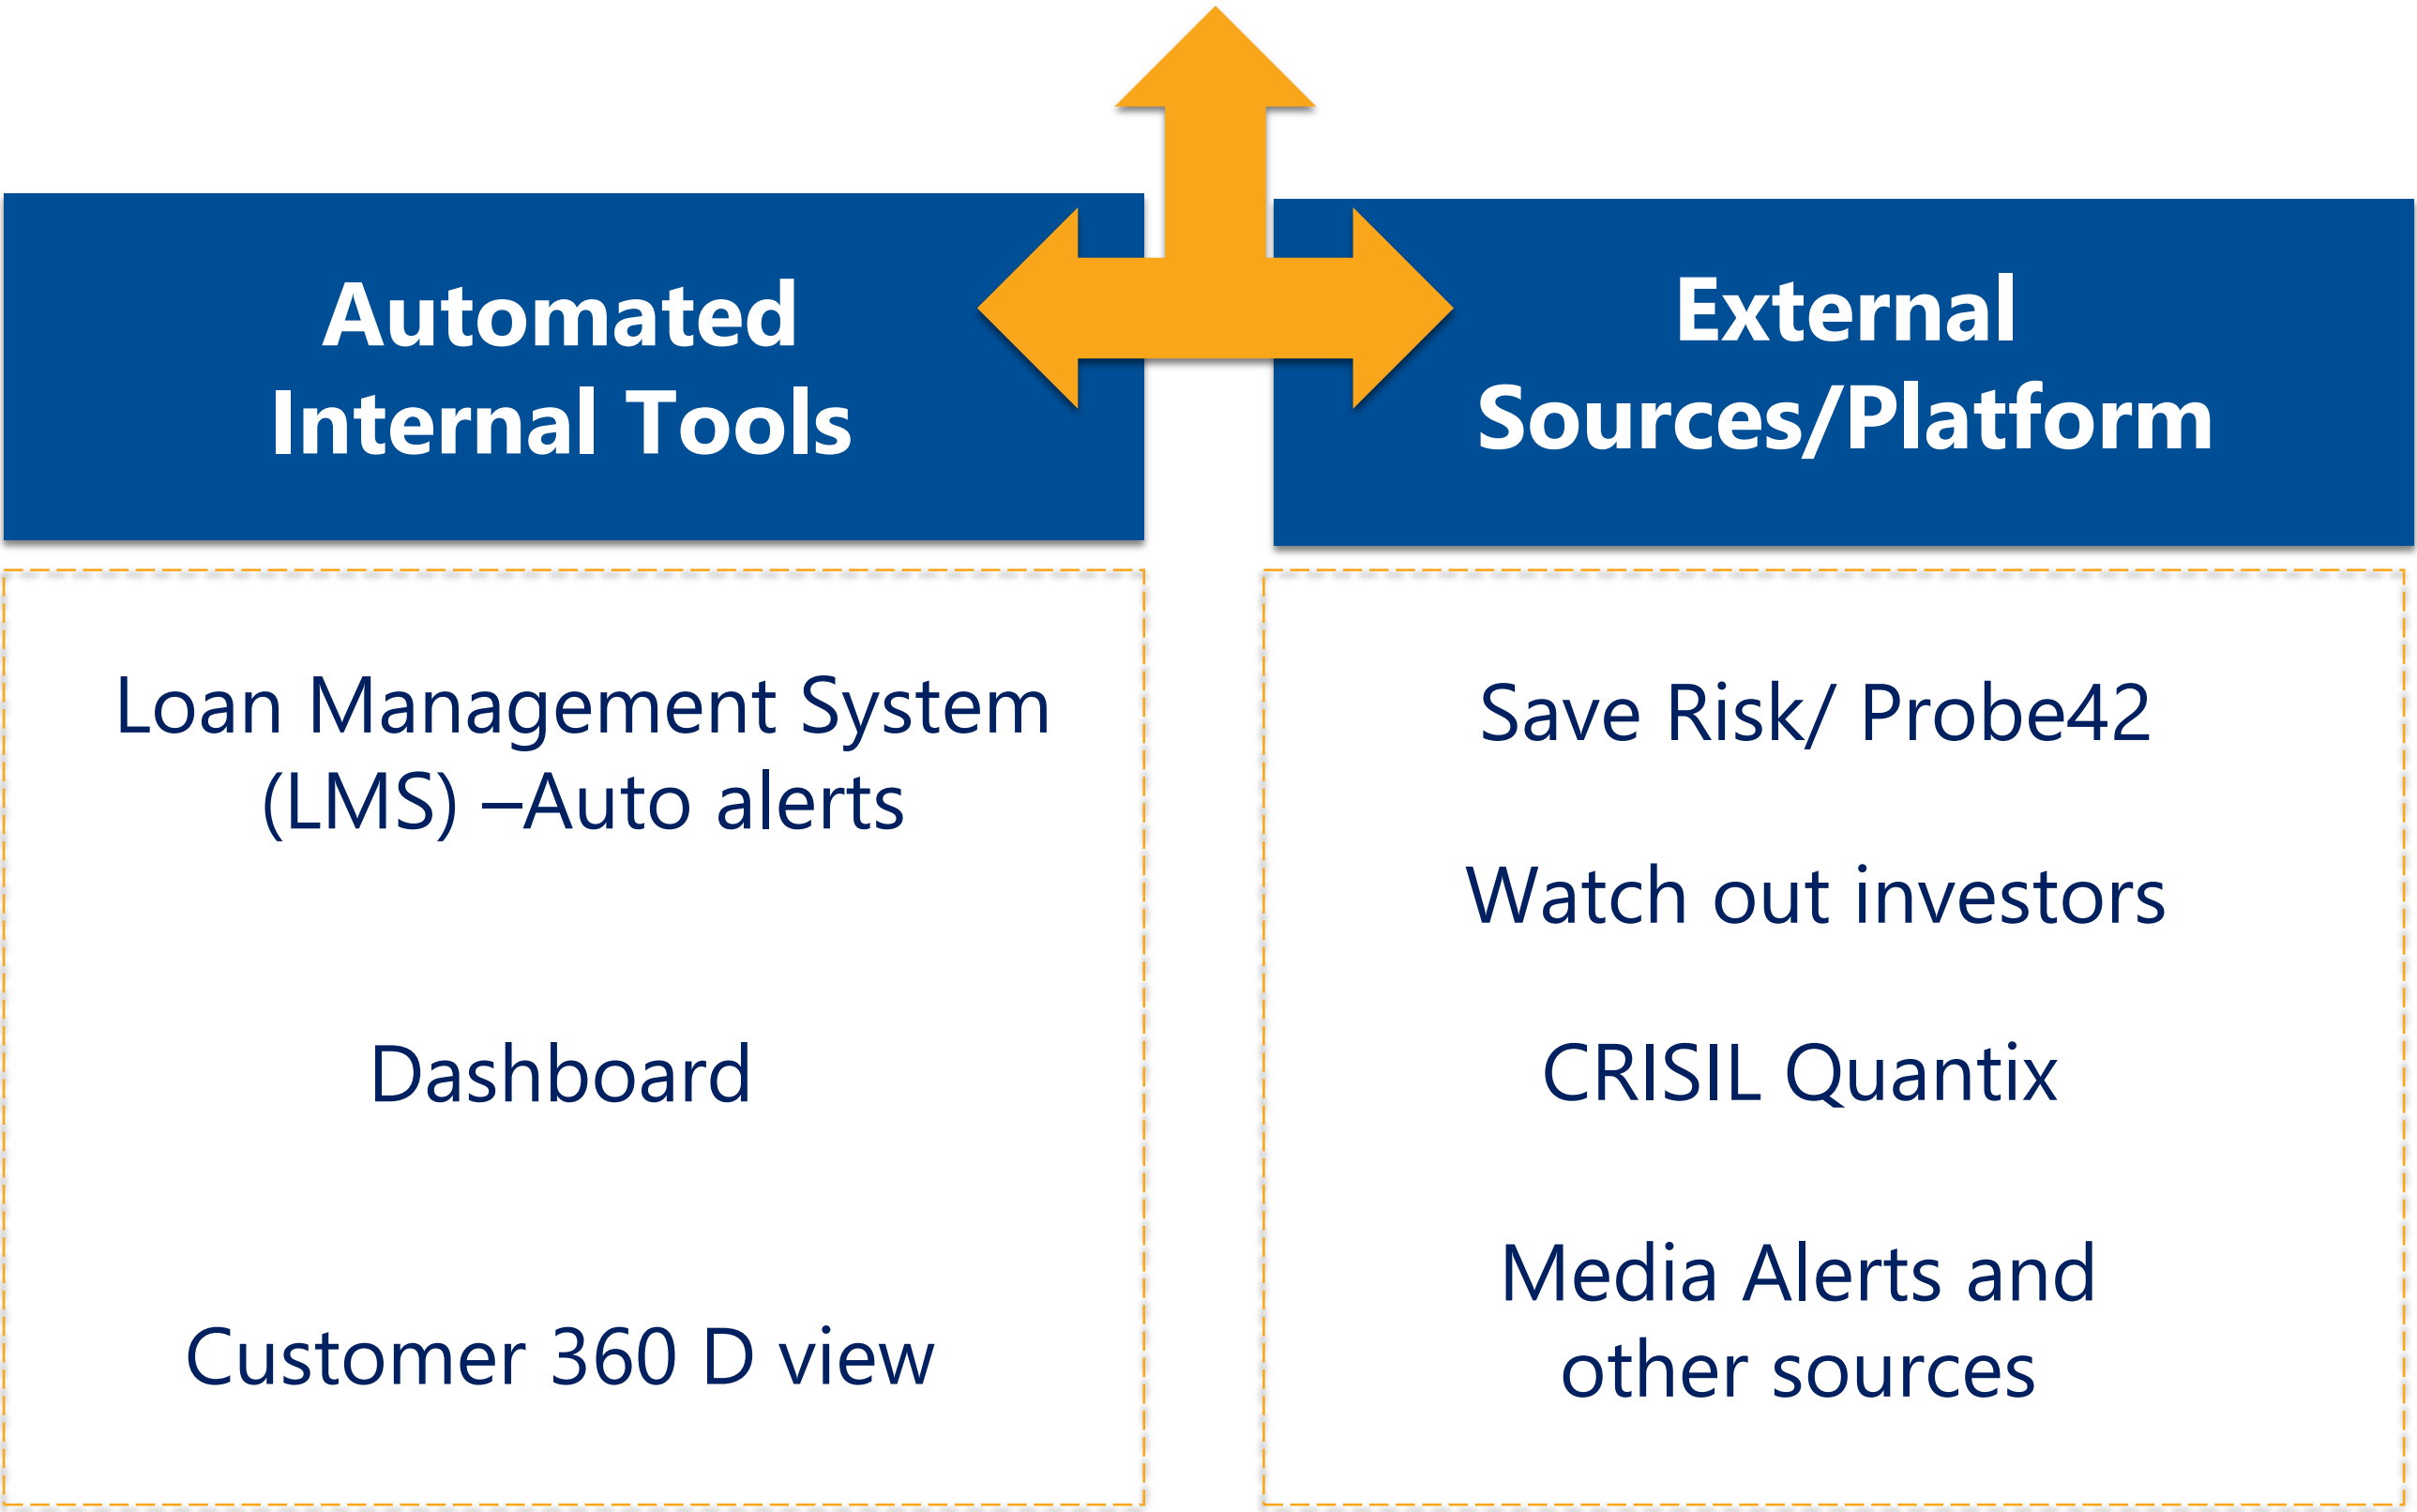 Automated
Internal Tools
External
Sources/Platform
Loan Management System
(LMS) –Auto alerts
Dashboard
Customer 360 D view
Save Risk/ Probe42
Watch out investors
CRISIL Quantix
Media Alerts and
other sources